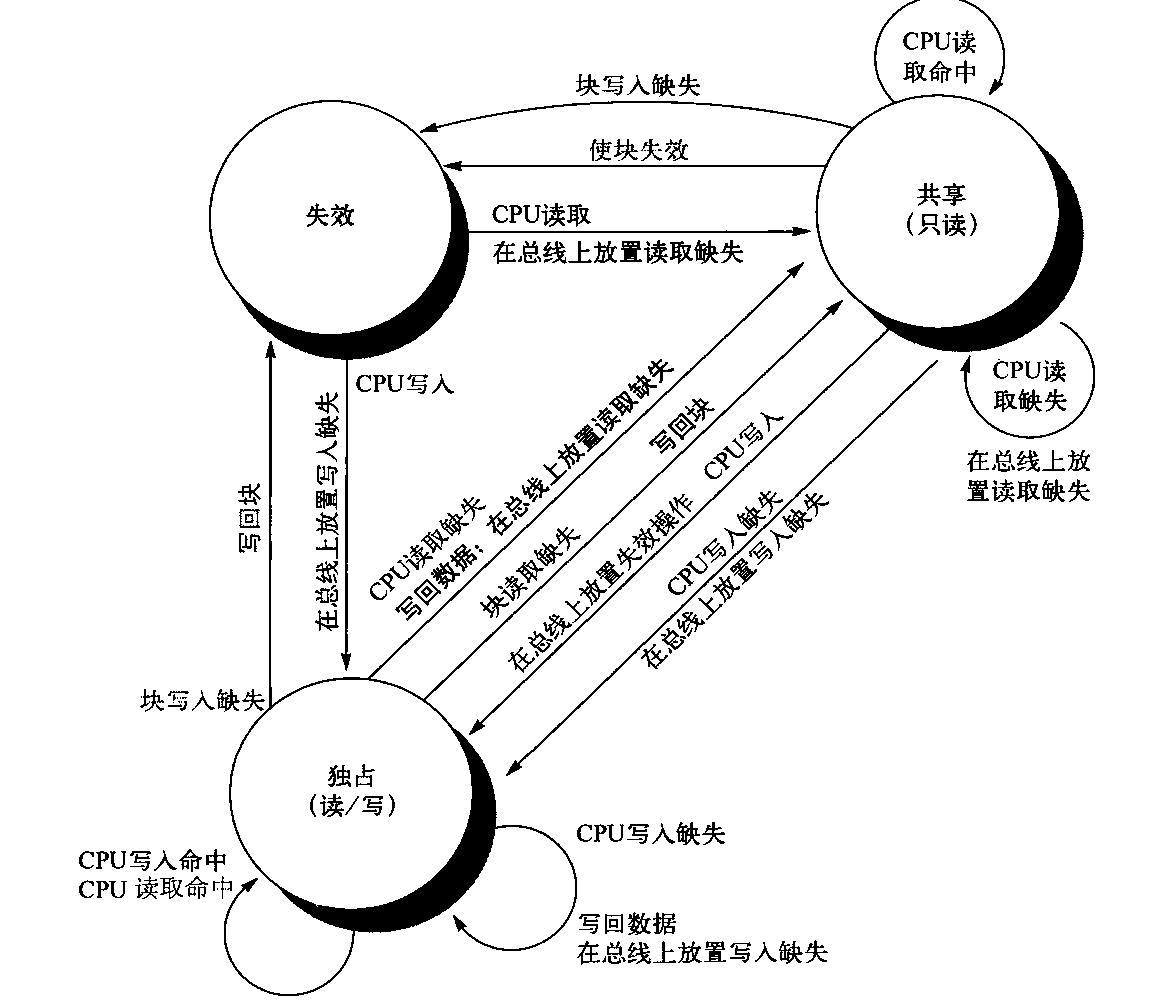 CPU读
取命中
块写入缺失
使块失效
失效
共享
(只读)
CPU读取
在总线上放置读取缺失
CPU写入
在总线上放置写入缺失
写回块
块写入缺失
CPU读取缺失
写回数据；在总线上放置读取缺失
块读取缺失
写回块
CPU写入
在总线上放置失效操作
CPU写入缺失
在总线上放置写入缺失
CPU读
取缺失
在总线上放
置读取缺失
独占
(读/写)
CPU写入命中
CPU 读取命中
CPU写入缺失
写回数据
在总线上放置写入缺失